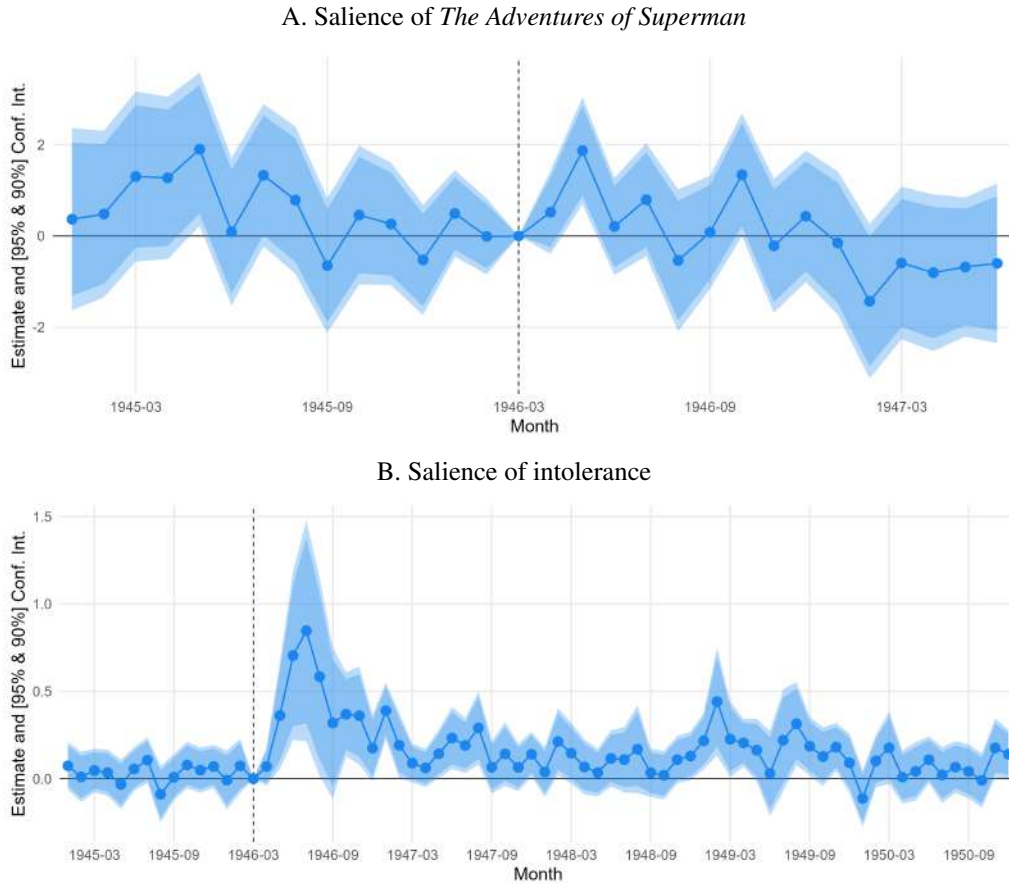 A. Salience of The Adventures of Superman
Estimate and [95% & 90%] Conf. Int.
2
0
-2
1945-03 1945-09 1946-03 1946-09 1947-03
Month
B. Salience of intolerance
Estimate and [95% & 90%] Conf. Int.
1.5
1.0
0.5
0.0
1945-03 1945-09 1946-03 1946-09 1947-03 1947-09 1948-03 1948-09 1949-03 1949-09 1950-03 1950-09
Month